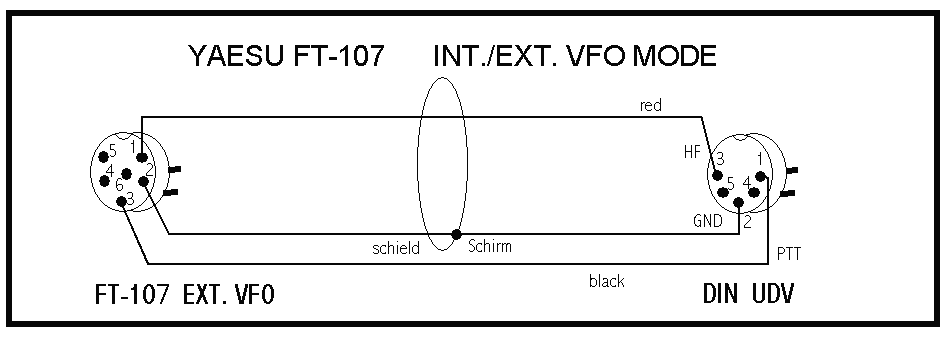 YAESU FT-107 INT./EXT. VFO MODE
red
HF
5 1
4 2
6
3
3 1
5 4
2
GND
schield Schirm
PTT
black
FT-107 EXT. VFO
DIN UDV